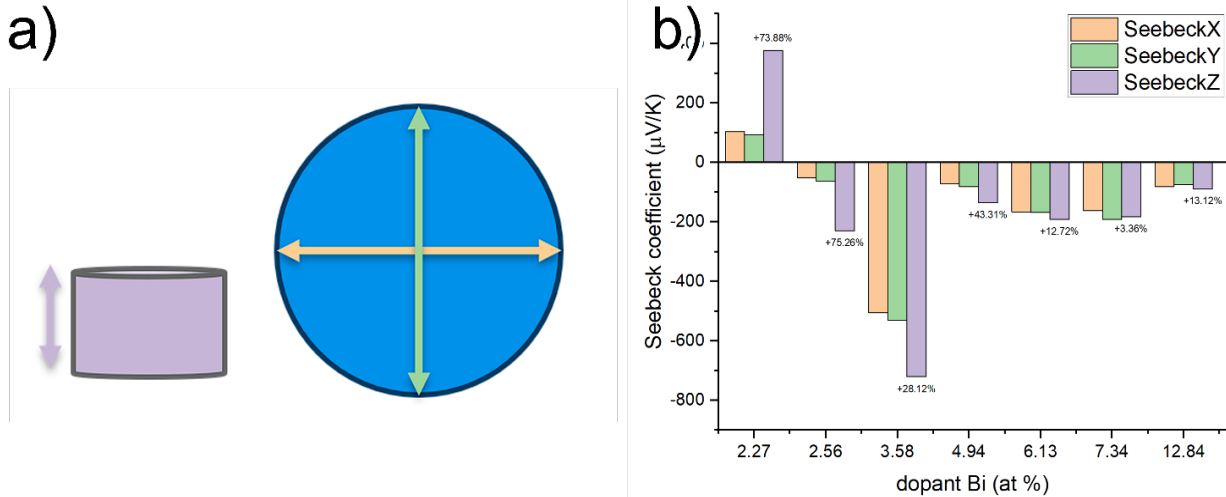 a)
b)
SeebeckX
SeebeckY
SeebeckZ
Seebeck coefficient (μV/K)
200
0
-200
-400
-600
-800
+73.88%
+75.26%
+28.12%
+43.31%
+12.72%
+3.36%
+13.12%
2.27 2.56 3.58 4.94 6.13 7.34 12.84
dopant Bi (at %)